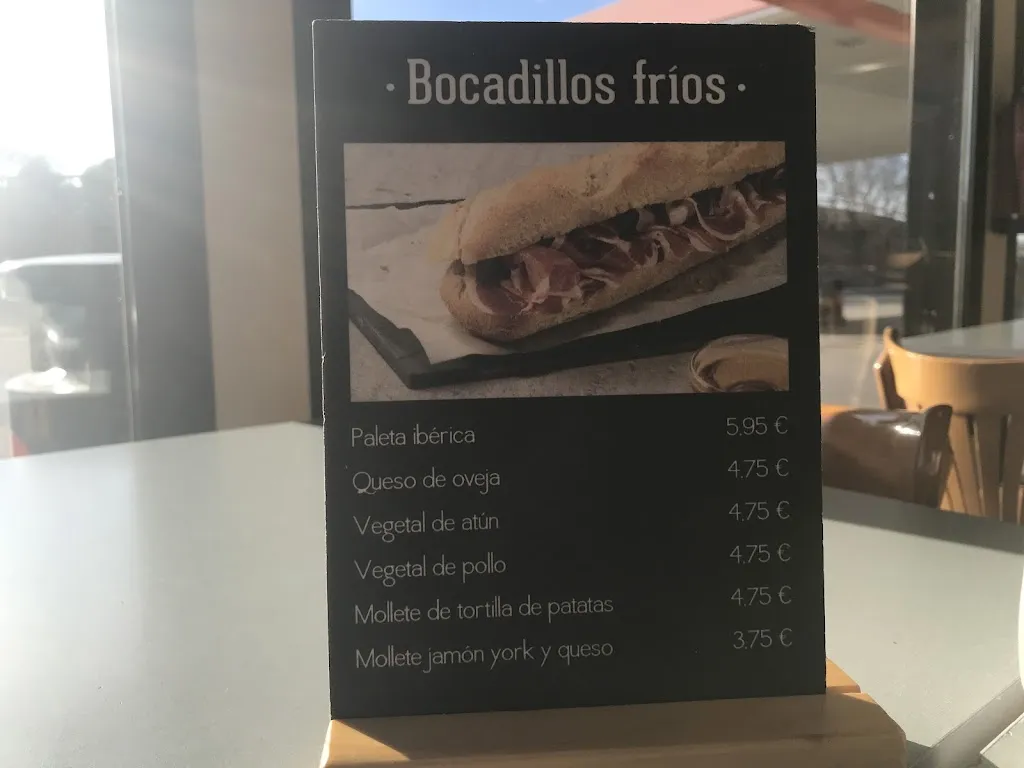 · Bocadillos fríos ·
Paleta ibérica 5,95 €
Queso de oveja 4,75 €
Vegetal de atún 4,75 €
Vegetal de pollo 4,75 €
Mollete de tortilla de patatas 4,75 €
Mollete jamón york y queso 3,75 €